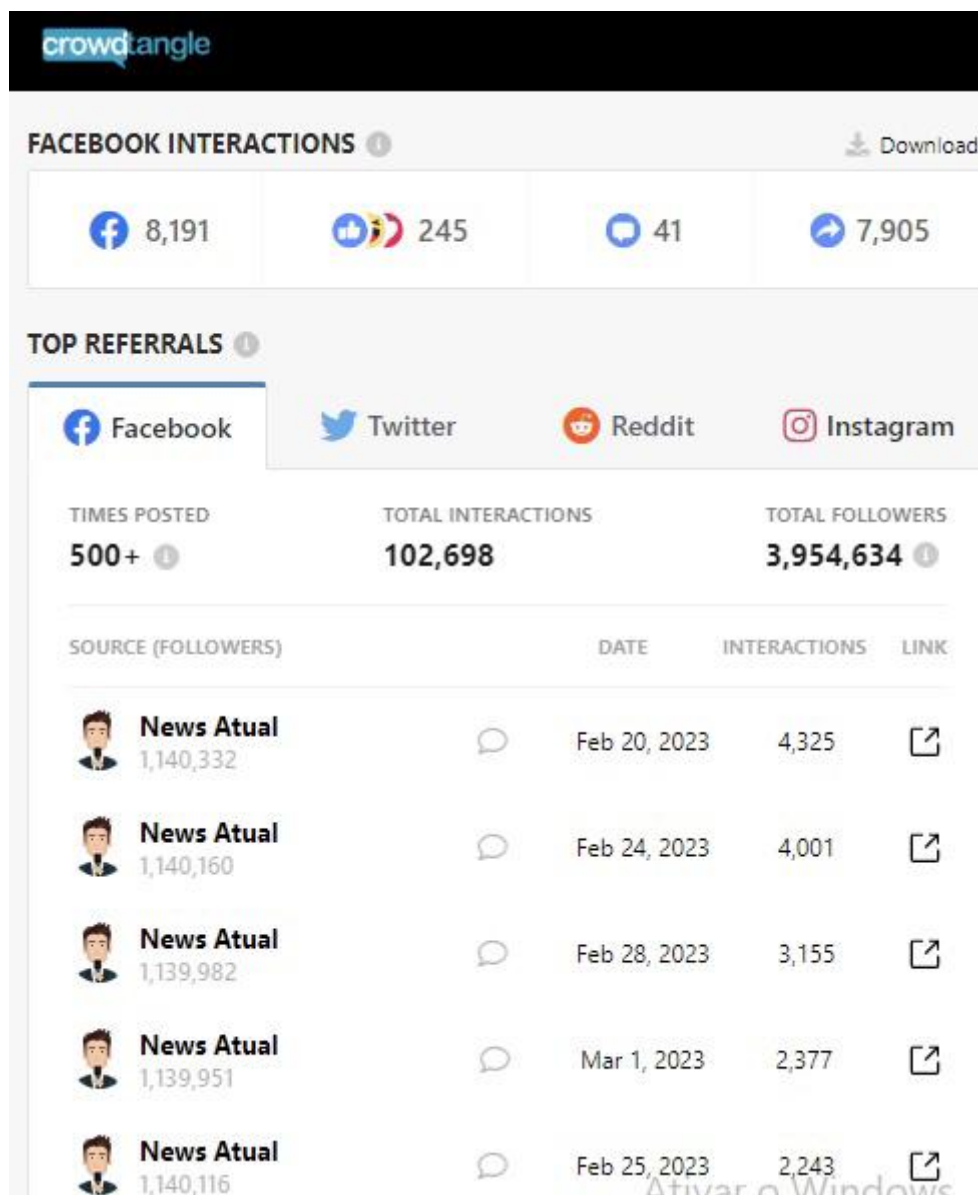 crowdtangle
FACEBOOK INTERACTIONS
Download
8,191 245 41 7,905
TOP REFERRALS
Facebook Twitter Reddit Instagram
TIMES POSTED TOTAL INTERACTIONS TOTAL FOLLOWERS
500+ 102,698 3,954,634
SOURCE (FOLLOWERS) DATE INTERACTIONS LINK
News Atual
1,140,332
Feb 20, 2023 4,325
News Atual
1,140,160
Feb 24, 2023 4,001
News Atual
1,139,982
Feb 28, 2023 3,155
News Atual
1,139,951
Mar 1, 2023 2,377
News Atual
1,140,116
Feb 25, 2023 2,243
Ativar o Windows